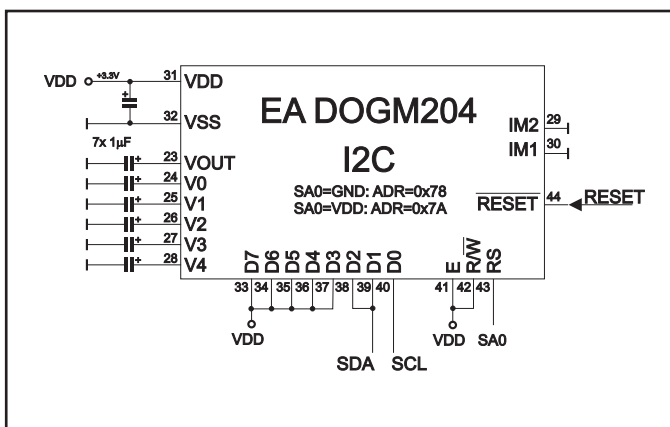 VDD
+3.3V
31
VDD
32
VSS
7x 1µF
23
VOUT
24
V0
25
V1
26
V2
27
V3
28
V4
EA DOGM204
I2C
SA0=GND: ADR=0x78
SA0=VDD: ADR=0x7A
IM2
29
IM1
30
RESET
44
RESET
D7
D6
D5
D4
D3
D2
D1
D0
E
R/W
RS
33
34
35
36
37
38
39
40
41
42
43
VDD
SDA
SCL
VDD
SA0